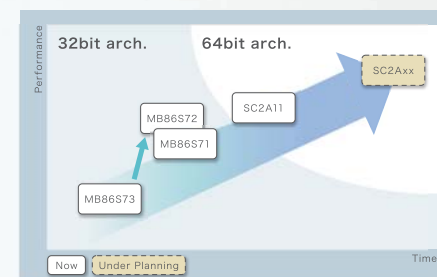 Performance
32bit arch.
64bit arch.
SC2Axx
SC2A11
MB86S72
MB86S71
MB86S73
Time
Now
Under Planning